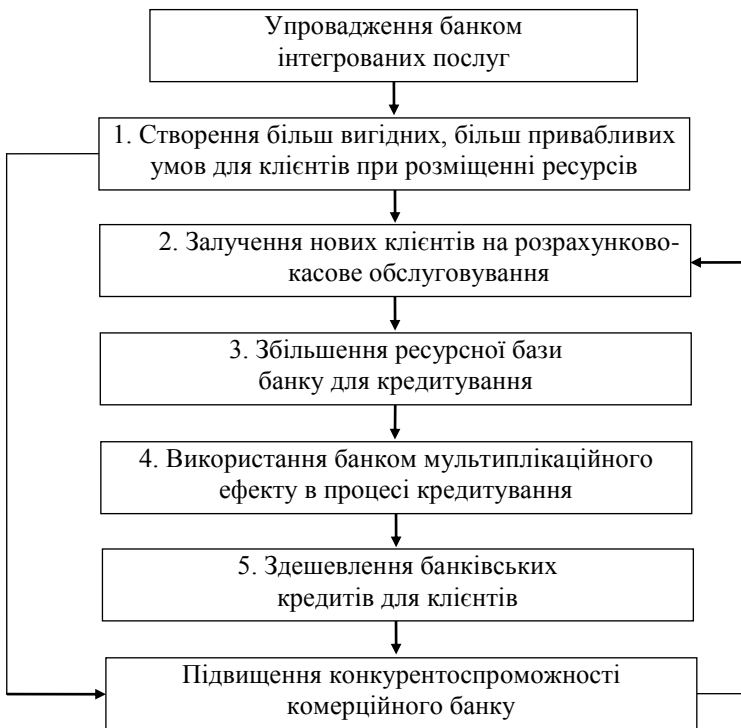 Упровадження банком
інтегрованих послуг
1. Створення більш вигідних, більш привабливих
умов для клієнтів при розміщенні ресурсів
2. Залучення нових клієнтів на розрахунково-
касове обслуговування
3. Збільшення ресурсної бази
банку для кредитування
4. Використання банком мультиплікаційного
ефекту в процесі кредитування
5. Здешевлення банківських
кредитів для клієнтів
Підвищення конкурентоспроможності
комерційного банку